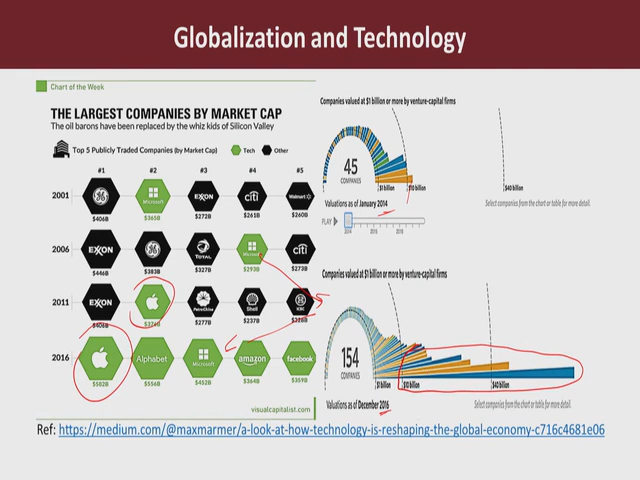 Globalization and Technology
Chart of the Week
THE LARGEST COMPANIES BY MARKET CAP
The oil barons have been replaced by the whiz kids of Silicon Valley
Top 5 Publicly Traded Companies (by Market Cap)
Tech
Other
#1 #2 #3 #4 #5
2001
Microsoft EXXON citi Walmart
$406B $365B $272B $261B $260B
2006
EXXON TOTAL Microsoft citi
$446B $383B $327B $293B $273B
2011
EXXON PetroChina Shell ICBC
$406B $376B $277B $237B $228B
2016
Alphabet Microsoft amazon facebook
$582B $556B $452B $364B $359B
visualcapitalist.com
Companies valued at $1 billion or more by venture-capital firms
45
COMPANIES
$1 billion $10 billion $40 billion
Valuations as of January 2014
Select companies from the chart or table for more detail.
PLAY
2014 2015 2016
Companies valued at $1 billion or more by venture-capital firms
154
COMPANIES
$1 billion $10 billion $40 billion
Valuations as of December 2016
Select companies from the chart or table for more detail.
Ref: https://medium.com/@maxmarmer/a-look-at-how-technology-is-reshaping-the-global-economy-c716c4681e06